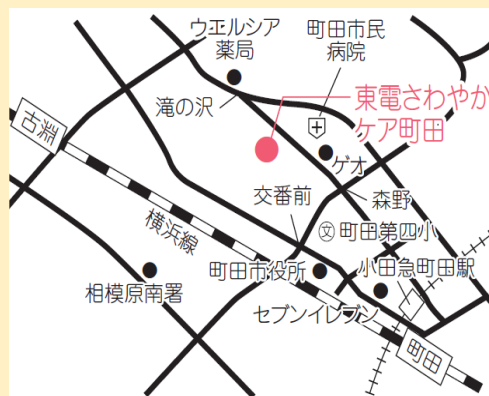 ウエルシア
薬局
町田市民
病院
滝の沢
東電さわやか
ケア町田
古淵
ゲオ
交番前
森野
横浜線
文
町田第四小
町田市役所
小田急町田駅
相模原南署
セブンイレブン
町田